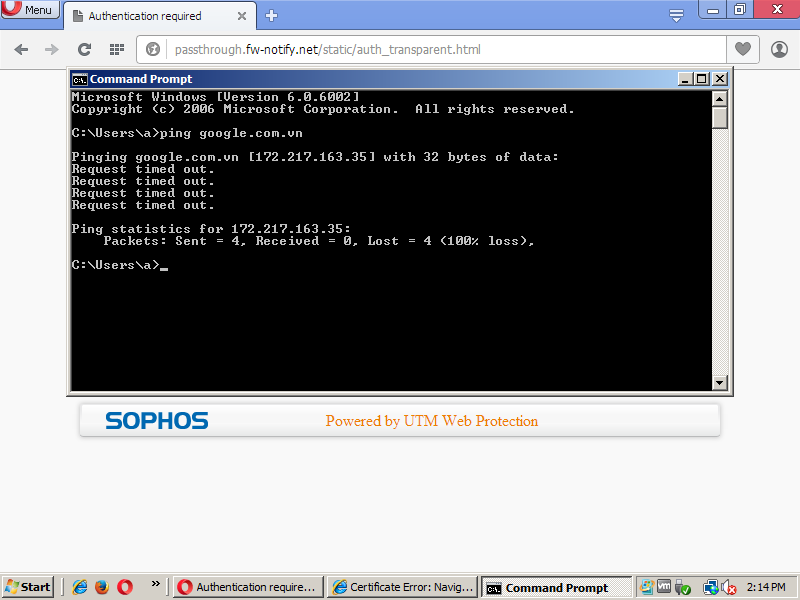 Menu
Authentication required
passthrough.fw-notify.net/static/auth_transparent.html
Command Prompt
Microsoft Windows [Version 6.0.6002]
Copyright (c) 2006 Microsoft Corporation.  All rights reserved.
C:\Users\a>ping google.com.vn
Pinging google.com.vn [172.217.163.35] with 32 bytes of data:
Request timed out.
Request timed out.
Request timed out.
Request timed out.
Ping statistics for 172.217.163.35:
    Packets: Sent = 4, Received = 0, Lost = 4 (100% loss),
C:\Users\a>_
SOPHOS Powered by UTM Web Protection
Start » Authentication require... Certificate Error: Navig... Command Prompt 2:14 PM